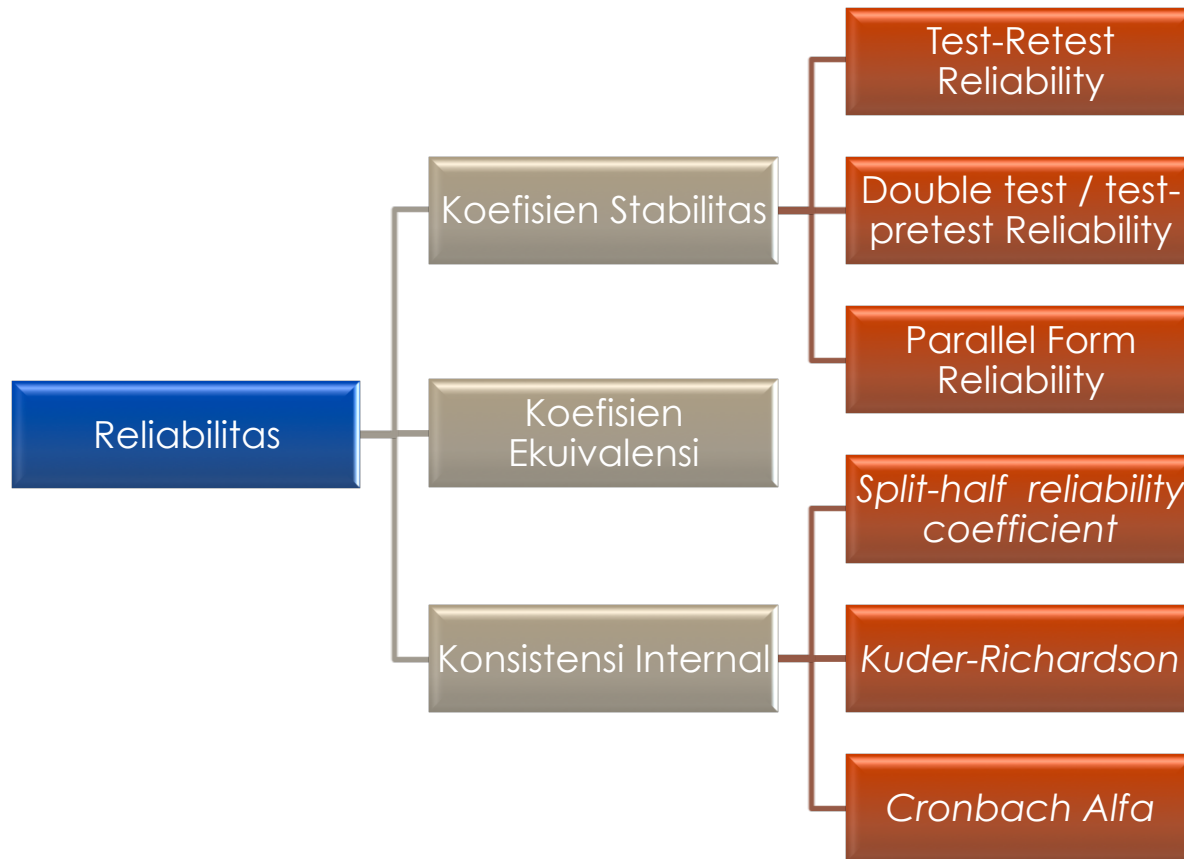 Test-Retest
Reliability
Koefisien Stabilitas
Double test / test-
pretest Reliability
Parallel Form
Reliability
Reliabilitas
Koefisien
Ekuivalensi
Split-half reliability
coefficient
Konsistensi Internal
Kuder-Richardson
Cronbach Alfa